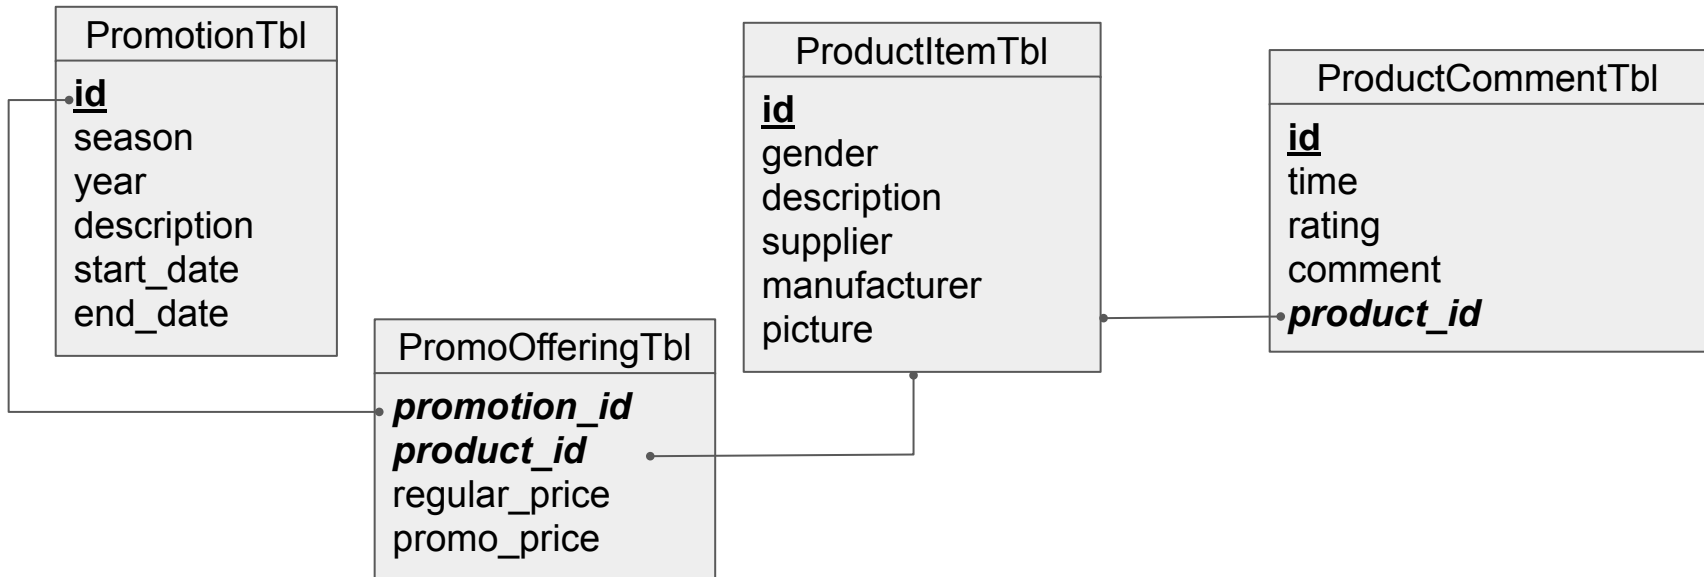 PromotionTbl
id
season
year
description
start_date
end_date
PromoOfferingTbl
promotion_id
product_id
regular_price
promo_price
ProductItemTbl
id
gender
description
supplier
manufacturer
picture
ProductCommentTbl
id
time
rating
comment
product_id